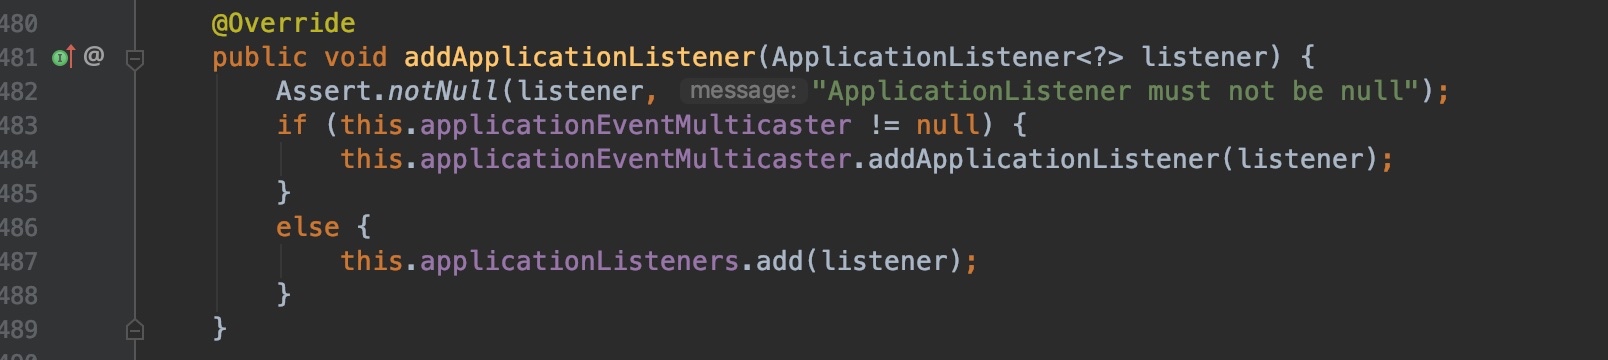 480 @Override
481 @ public void addApplicationListener(ApplicationListener<?> listener) {
482 Assert.notNull(listener, message: "ApplicationListener must not be null");
483 if (this.applicationEventMulticaster != null) {
484 this.applicationEventMulticaster.addApplicationListener(listener);
485 }
486 else {
487 this.applicationListeners.add(listener);
488 }
489 }